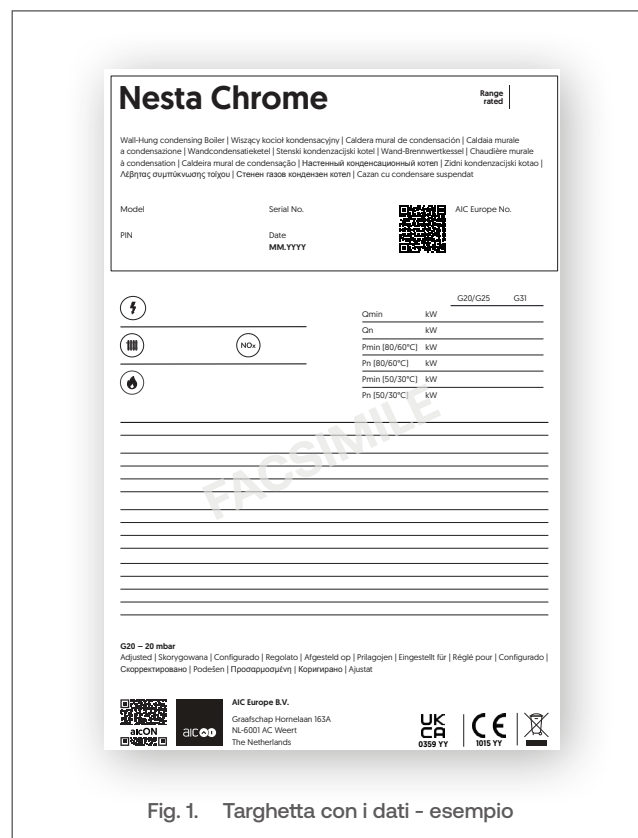 Nesta Chrome
Range
rated
Wall-Hung condensing Boiler | Wiszący kocioł kondensacyjny | Caldera mural de condensación | Caldaia murale
a condensazione | Wandcondensatieketel | Stenski kondenzacijski kotel | Wand-Brennwertkessel | Chaudière murale
à condensation | Caldeira mural de condensação | Настенный конденсационный котел | Zidni kondenzacijski kotao |
Λέβητας συμπύκνωσης τοίχου | Стенен газов кондензен котел | Cazan cu condensare suspendat
Model Serial No. AIC Europe No.
PIN Date
MM.YYYY
G20/G25 G31
Qmin kW
Qn kW
NOx
Pmin (80/60°C) kW
Pn (80/60°C) kW
Pmin (50/30°C) kW
Pn (50/30°C) kW
FACSIMILE
G20 – 20 mbar
Adjusted | Skorygowana | Configurado | Regolato | Afgesteld op | Prilagojen | Eingestellt für | Réglé pour | Configurado |
Скорректировано | Podešen | Προσαρμοσμένη | Коригирано | Ajustat
AIC Europe B.V.
Graafschap Hornelaan 163A
NL-6001 AC Weert
The Netherlands
aicON
aic
UK
CA
0359 YY
CE
1015 YY
Fig. 1. Targhetta con i dati - esempio